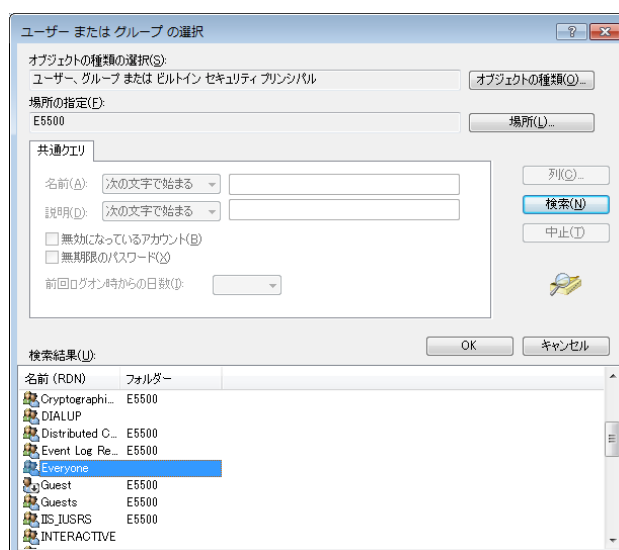 ユーザー または グループ の選択
オブジェクトの種類の選択(S):
ユーザー、グループ または ビルトイン セキュリティ プリンシパル
オブジェクトの種類(O)...
場所の指定(F):
E5500
場所(L)...
共通クエリ
名前(A): 次の文字で始まる
列(C)...
説明(D): 次の文字で始まる
検索(N)
無効になっているアカウント(B)
中止(T)
無期限のパスワード(X)
前回ログオン時からの日数(I):
OK
キャンセル
検索結果(U):
名前 (RDN) フォルダー
Cryptographi... E5500
DIALUP
Distributed C... E5500
Event Log Re... E5500
Everyone
Guest E5500
Guests E5500
IIS_IUSRS E5500
INTERACTIVE